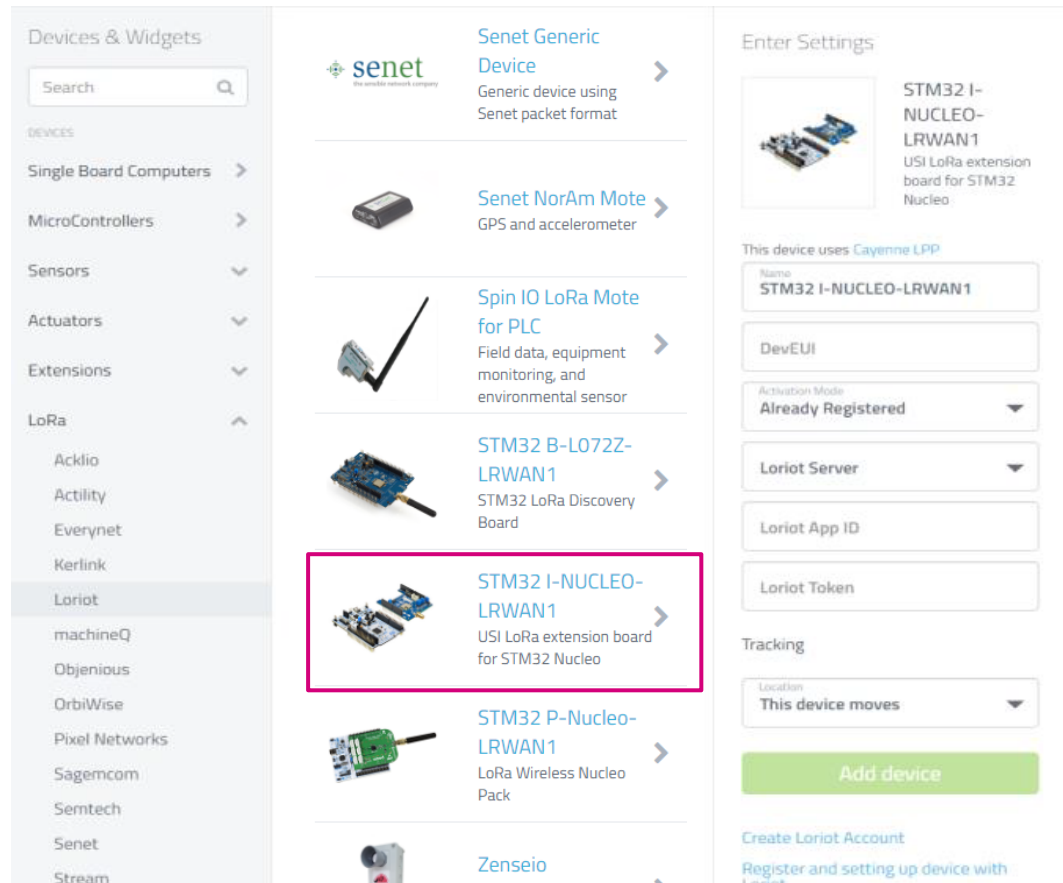 Devices & Widgets
Search
DEVICES
Single Board Computers
MicroControllers
Sensors
Actuators
Extensions
LoRa
Acklio
Actility
Everynet
Kerlink
Loriot
machineQ
Objenious
OrbiWise
Pixel Networks
Sagemcom
Semtech
Senet
Stream
senet
the sensible network company
Senet Generic
Device
Generic device using
Senet packet format
Senet NorAm Mote
GPS and accelerometer
Spin IO LoRa Mote
for PLC
Field data, equipment
monitoring, and
environmental sensor
STM32 B-L072Z-
LRWAN1
STM32 LoRa Discovery
Board
STM32 I-NUCLEO-
LRWAN1
USI LoRa extension board
for STM32 Nucleo
STM32 P-Nucleo-
LRWAN1
LoRa Wireless Nucleo
Pack
Zenseio
Enter Settings
STM32 I-
NUCLEO-
LRWAN1
USI LoRa extension
board for STM32
Nucleo
This device uses Cayenne LPP
Name
STM32 I-NUCLEO-LRWAN1
DevEUI
Activation Mode
Already Registered
Loriot Server
Loriot App ID
Loriot Token
Tracking
Location
This device moves
Add device
Create Loriot Account
Register and setting up device with
Loriot